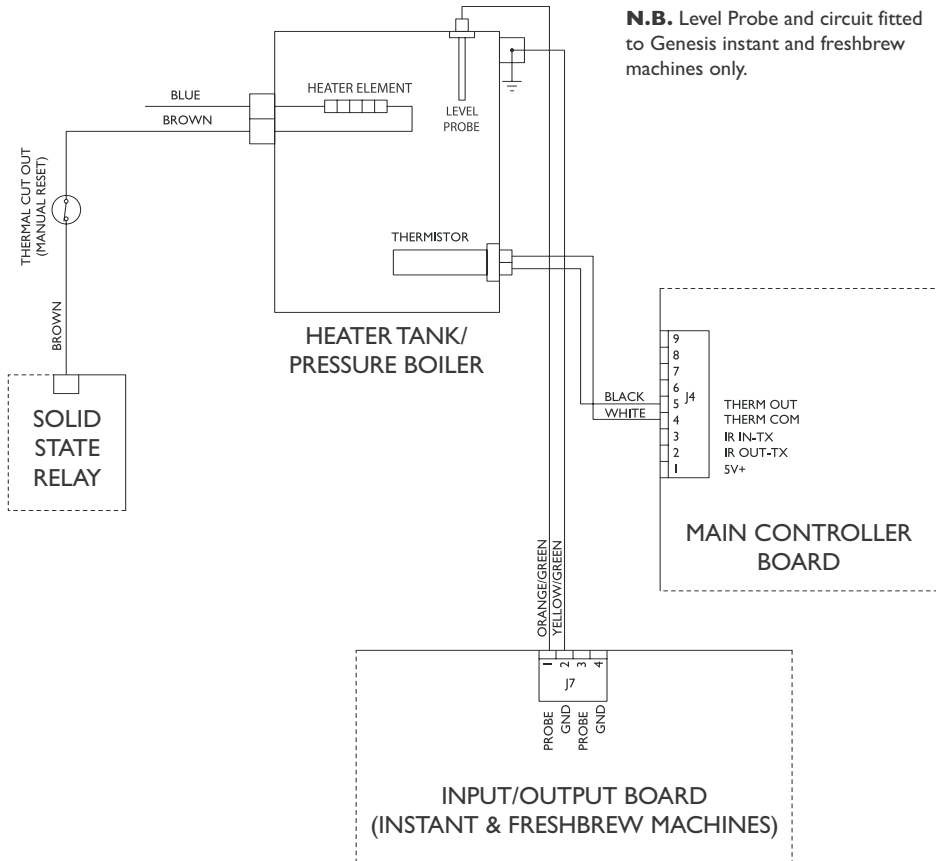 N.B. Level Probe and circuit fitted
to Genesis instant and freshbrew
machines only.
BLUE
BROWN
HEATER ELEMENT
LEVEL
PROBE
THERMAL CUT OUT
(MANUAL RESET)
THERMISTOR
BROWN
HEATER TANK/
PRESSURE BOILER
SOLID
STATE
RELAY
BLACK
WHITE
9
8
7
6
5
4
3
2
1
J4
THERM OUT
THERM COM
IR IN-TX
IR OUT-TX
5V+
MAIN CONTROLLER
BOARD
ORANGE/GREEN
YELLOW/GREEN
1
2
3
4
J7
PROBE
GND
PROBE
GND
INPUT/OUTPUT BOARD
(INSTANT & FRESHBREW MACHINES)